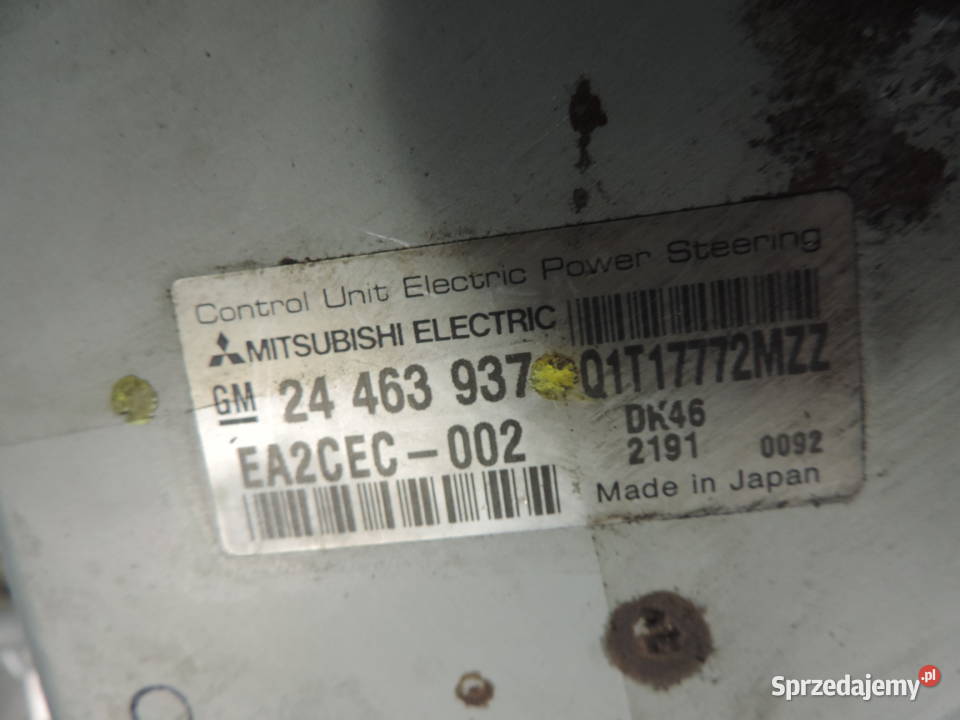 Control Unit Electric Power Steering
MITSUBISHI ELECTRIC
GM 24 463 937 Q1T17772MZZ
EA2CEC-002 DK46
2191 0092
Made in Japan
Sprzedajemy.pl